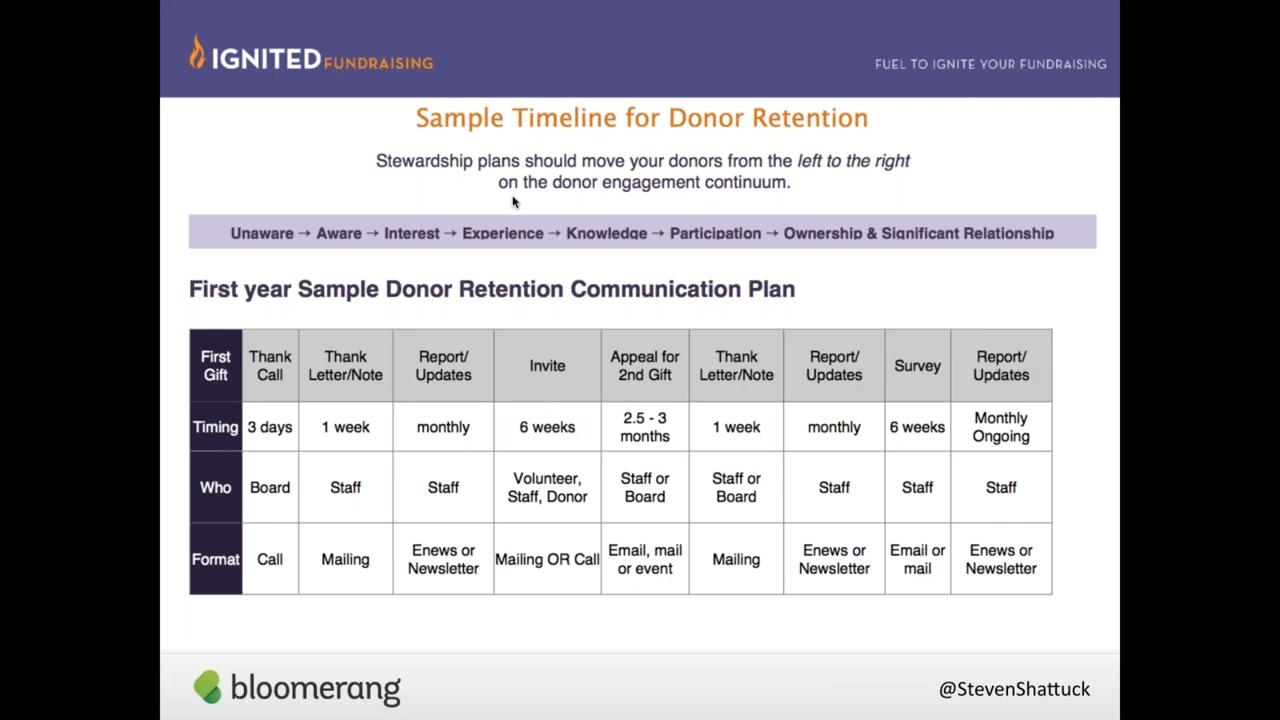 IGNITED FUNDRAISING
FUEL TO IGNITE YOUR FUNDRAISING
Sample Timeline for Donor Retention
Stewardship plans should move your donors from the left to the right
on the donor engagement continuum.
Unaware → Aware → Interest → Experience → Knowledge → Participation → Ownership & Significant Relationship
First year Sample Donor Retention Communication Plan
First Gift | Thank Call | Thank Letter/Note | Report/ Updates | Invite | Appeal for 2nd Gift | Thank Letter/Note | Report/ Updates | Survey | Report/ Updates
Timing | 3 days | 1 week | monthly | 6 weeks | 2.5 - 3 months | 1 week | monthly | 6 weeks | Monthly Ongoing
Who | Board | Staff | Staff | Volunteer, Staff, Donor | Staff or Board | Staff or Board | Staff | Staff | Staff
Format | Call | Mailing | Enews or Newsletter | Mailing OR Call | Email, mail or event | Mailing | Enews or Newsletter | Email or mail | Enews or Newsletter
bloomerang
@StevenShattuck